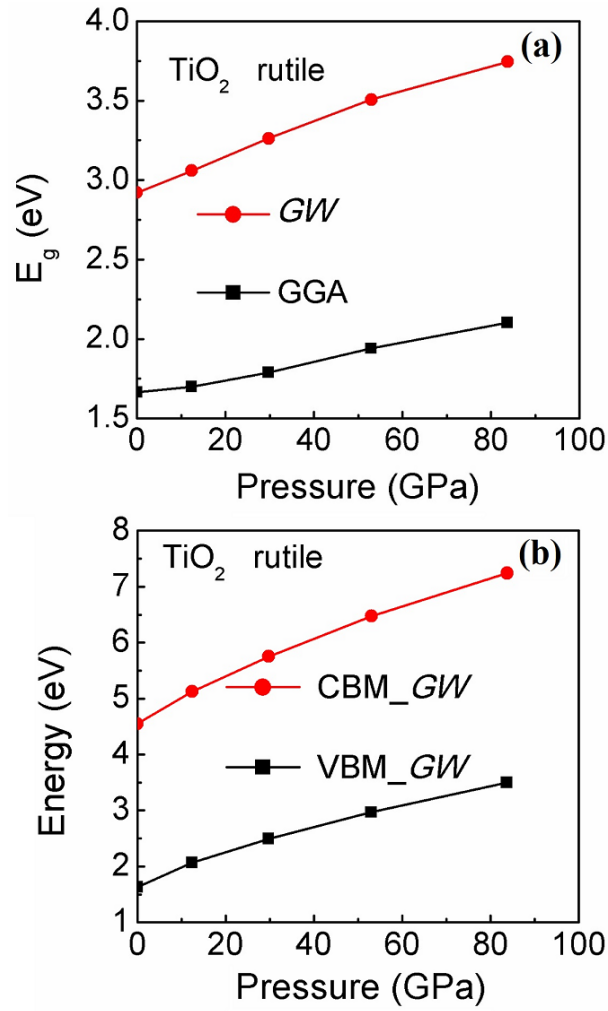 4.0
(a)
TiO2 rutile
3.5
3.0
GW
Eg (eV)
2.5
GGA
2.0
1.5
0 20 40 60 80 100
Pressure (GPa)
8
(b)
TiO2 rutile
7
6
5
CBM_GW
Energy (eV)
4
VBM_GW
3
2
1
0 20 40 60 80 100
Pressure (GPa)